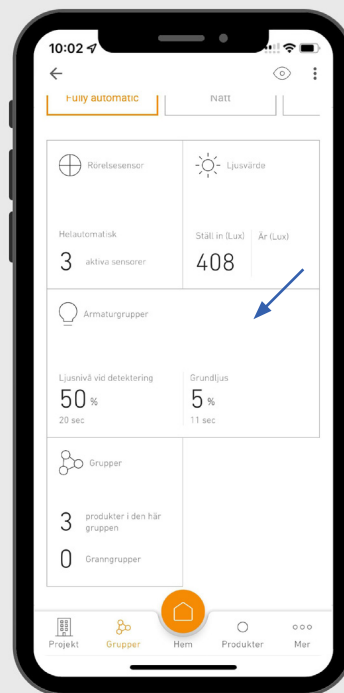 10:02
Fully automatic
Natt
Rörelsesensor
Ljusvärde
Helautomatisk
Ställ in (Lux)
Är (Lux)
3 aktiva sensorer
408
Armaturgrupper
Ljusnivå vid detektering
Grundljus
50 %
5 %
20 sec
11 sec
Grupper
3 produkter i den här
gruppen
0 Granngrupper
Projekt
Grupper
Hem
Produkter
Mer